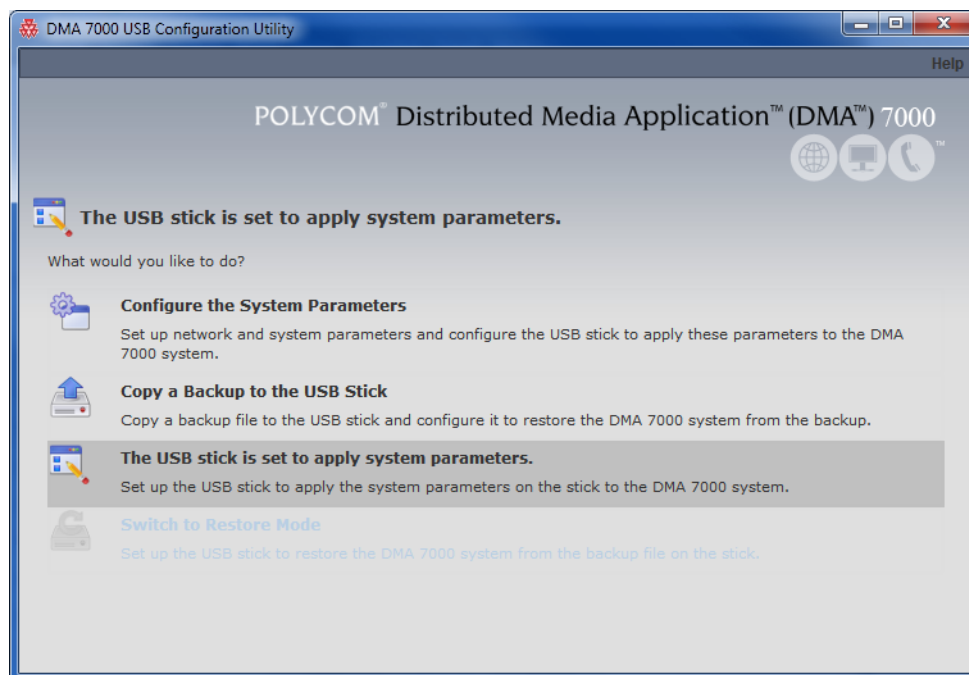 DMA 7000 USB Configuration Utility
Help
POLYCOM® Distributed Media Application™ (DMA™) 7000
™
The USB stick is set to apply system parameters.
What would you like to do?
Configure the System Parameters
Set up network and system parameters and configure the USB stick to apply these parameters to the DMA
7000 system.
Copy a Backup to the USB Stick
Copy a backup file to the USB stick and configure it to restore the DMA 7000 system from the backup.
The USB stick is set to apply system parameters.
Set up the USB stick to apply the system parameters on the stick to the DMA 7000 system.
Switch to Restore Mode
Set up the USB stick to restore the DMA 7000 system from the backup file on the stick.